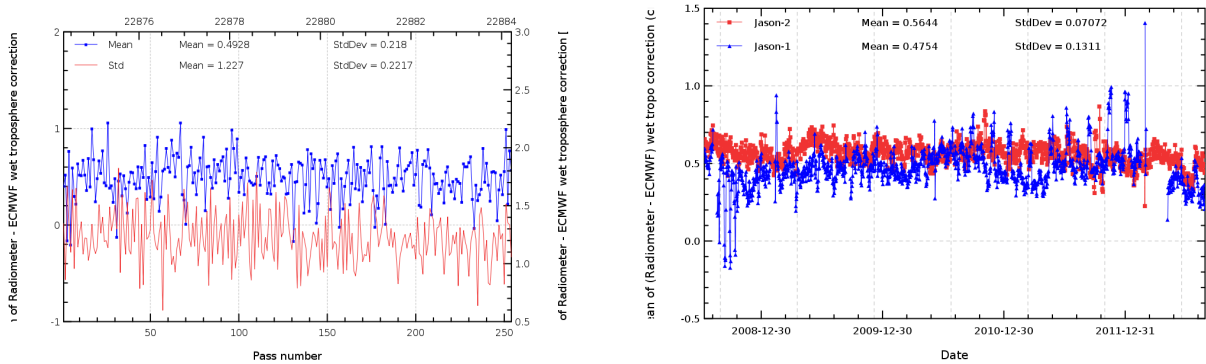 22876 22878 22880 22882 22884
2 3.0
Mean Mean = 0.4928 StdDev = 0.218
Std Mean = 1.227 StdDev = 0.2217
2.5
1 2.0
0 1.5
1.0
-1 0.5
50 100 150 200 250
Pass number
of Radiometer - ECMWF wet troposphere correction
of Radiometer - ECMWF wet troposphere correction [
1.5
Jason-2 Mean = 0.5644 StdDev = 0.07072
Jason-1 Mean = 0.4754 StdDev = 0.1311
1.0
0.5
0.0
-0.5
2008-12-30 2009-12-30 2010-12-30 2011-12-31
Date
of (Radiometer - ECMWF) wet tropo correction (c